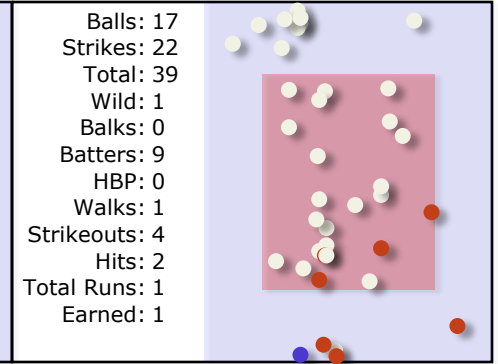 Balls: 17
Strikes: 22
Total: 39
Wild: 1
Balks: 0
Batters: 9
HBP: 0
Walks: 1
Strikeouts: 4
Hits: 2
Total Runs: 1
Earned: 1